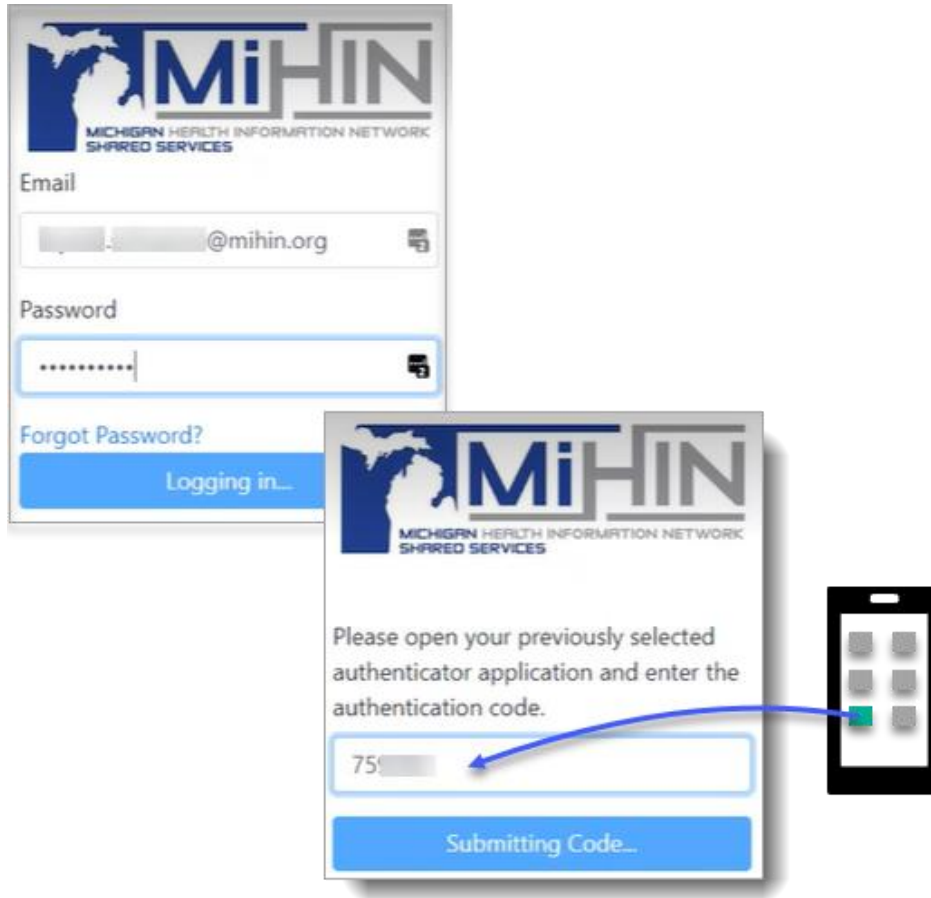 MiHIN
MICHIGAN HEALTH INFORMATION NETWORK
SHARED SERVICES
Email
@mihin.org
Password
Forgot Password?
Logging in...
MiHIN
MICHIGAN HEALTH INFORMATION NETWORK
SHARED SERVICES
Please open your previously selected
authenticator application and enter the
authentication code.
75
Submitting Code...